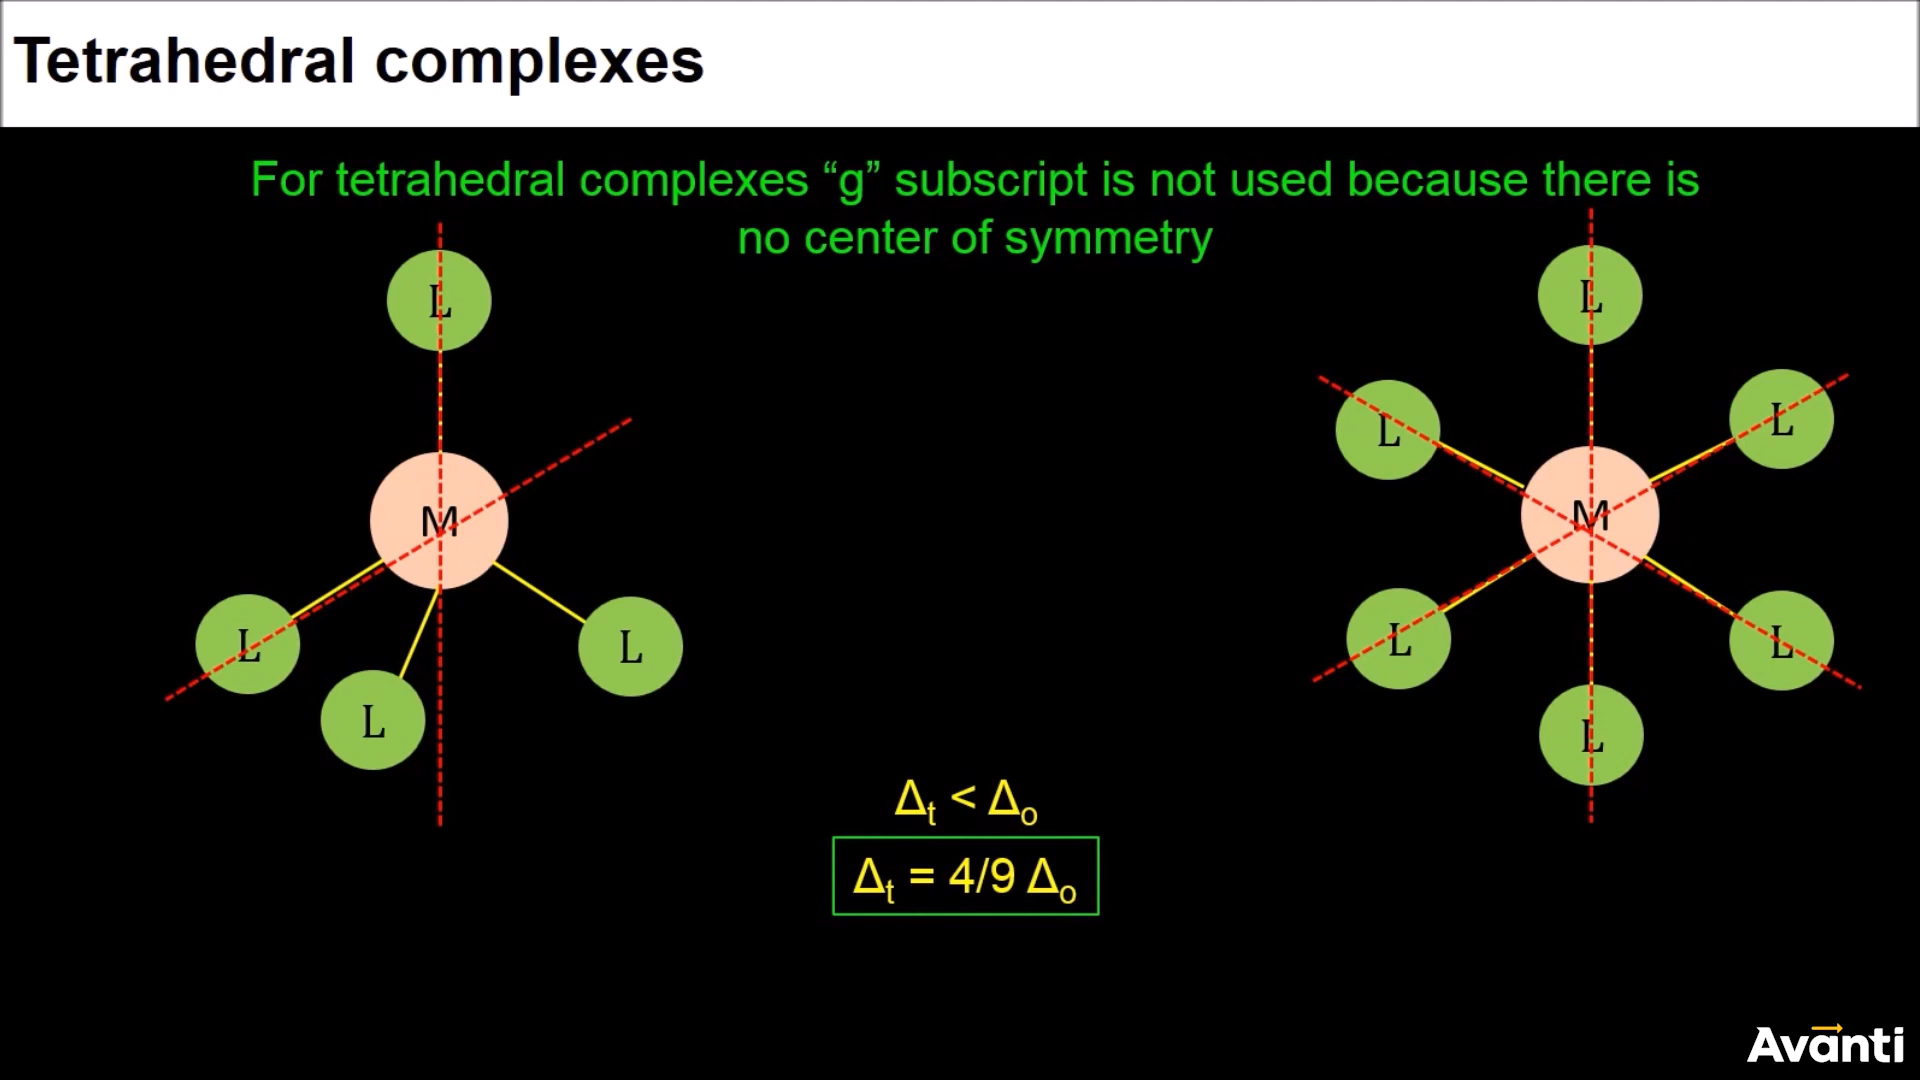 Tetrahedral complexes
For tetrahedral complexes “g” subscript is not used because there is
no center of symmetry
L
L
L
L
M
M
L
L
L
L
L
L
L
Δt < Δo
Δt = 4/9 Δo
Avanti